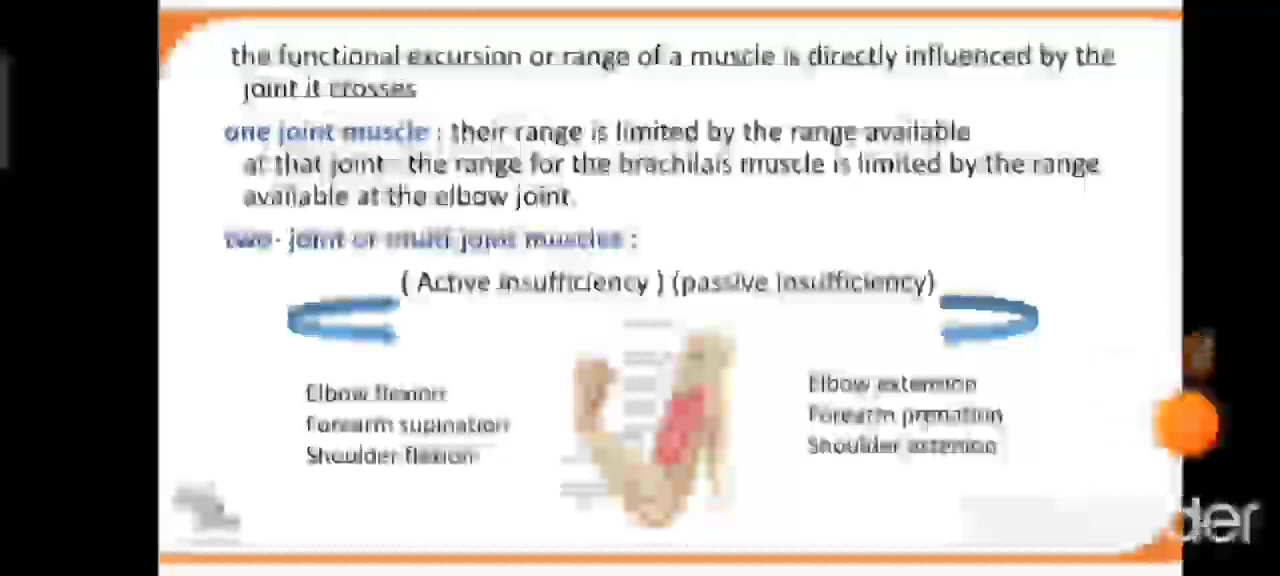 the functional excursion or range of a muscle is directly influenced by the
joint it crosses
one joint muscle : their range is limited by the range available
at that joint the range for the brachilais muscle is limited by the range
available at the elbow joint.
two- joint or multi joint muscles :
( Active insufficiency ) (passive insufficiency)
Elbow flexion
Forearm supination
Shoulder flexion
Elbow extension
Forearm pronation
Shoulder extension
der